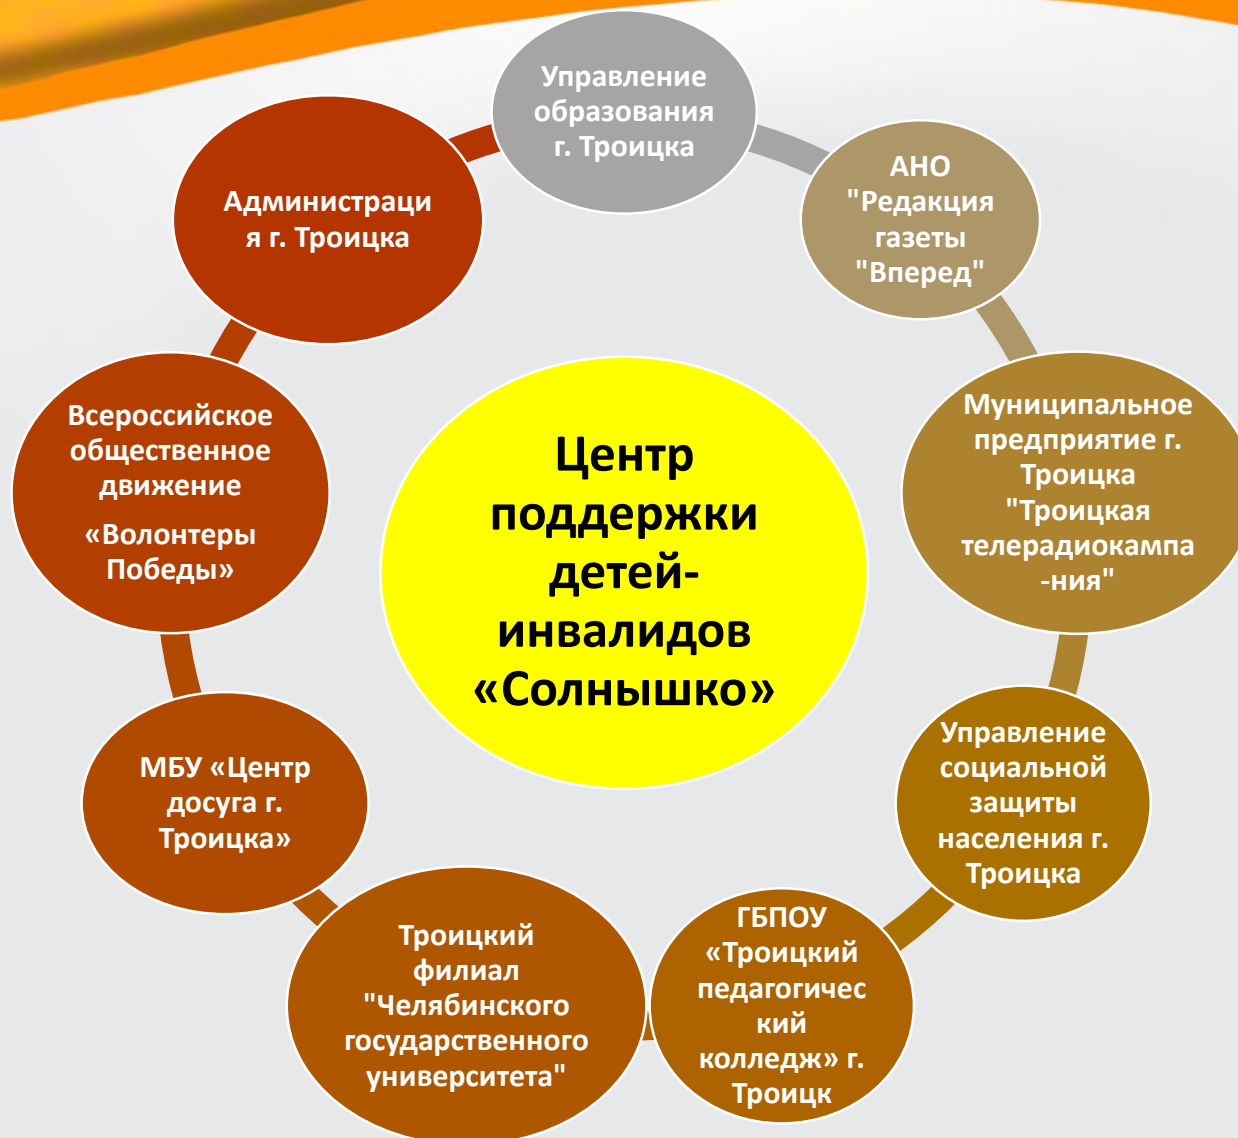 Управление
образования
г. Троицка
АНО
"Редакция
газеты
"Вперед"
Муниципальное
предприятие г.
Троицка
"Троицкая
телерадиокампа
-ния"
Управление
социальной
защиты
населения г.
Троицка
ГБПОУ
«Троицкий
педагогичес
кий
колледж» г.
Троицк
Троицкий
филиал
"Челябинского
государственного
университета"
МБУ «Центр
досуга г.
Троицка»
Всероссийское
общественное
движение
«Волонтеры
Победы»
Администраци
я г. Троицка
Центр
поддержки
детей-
инвалидов
«Солнышко»